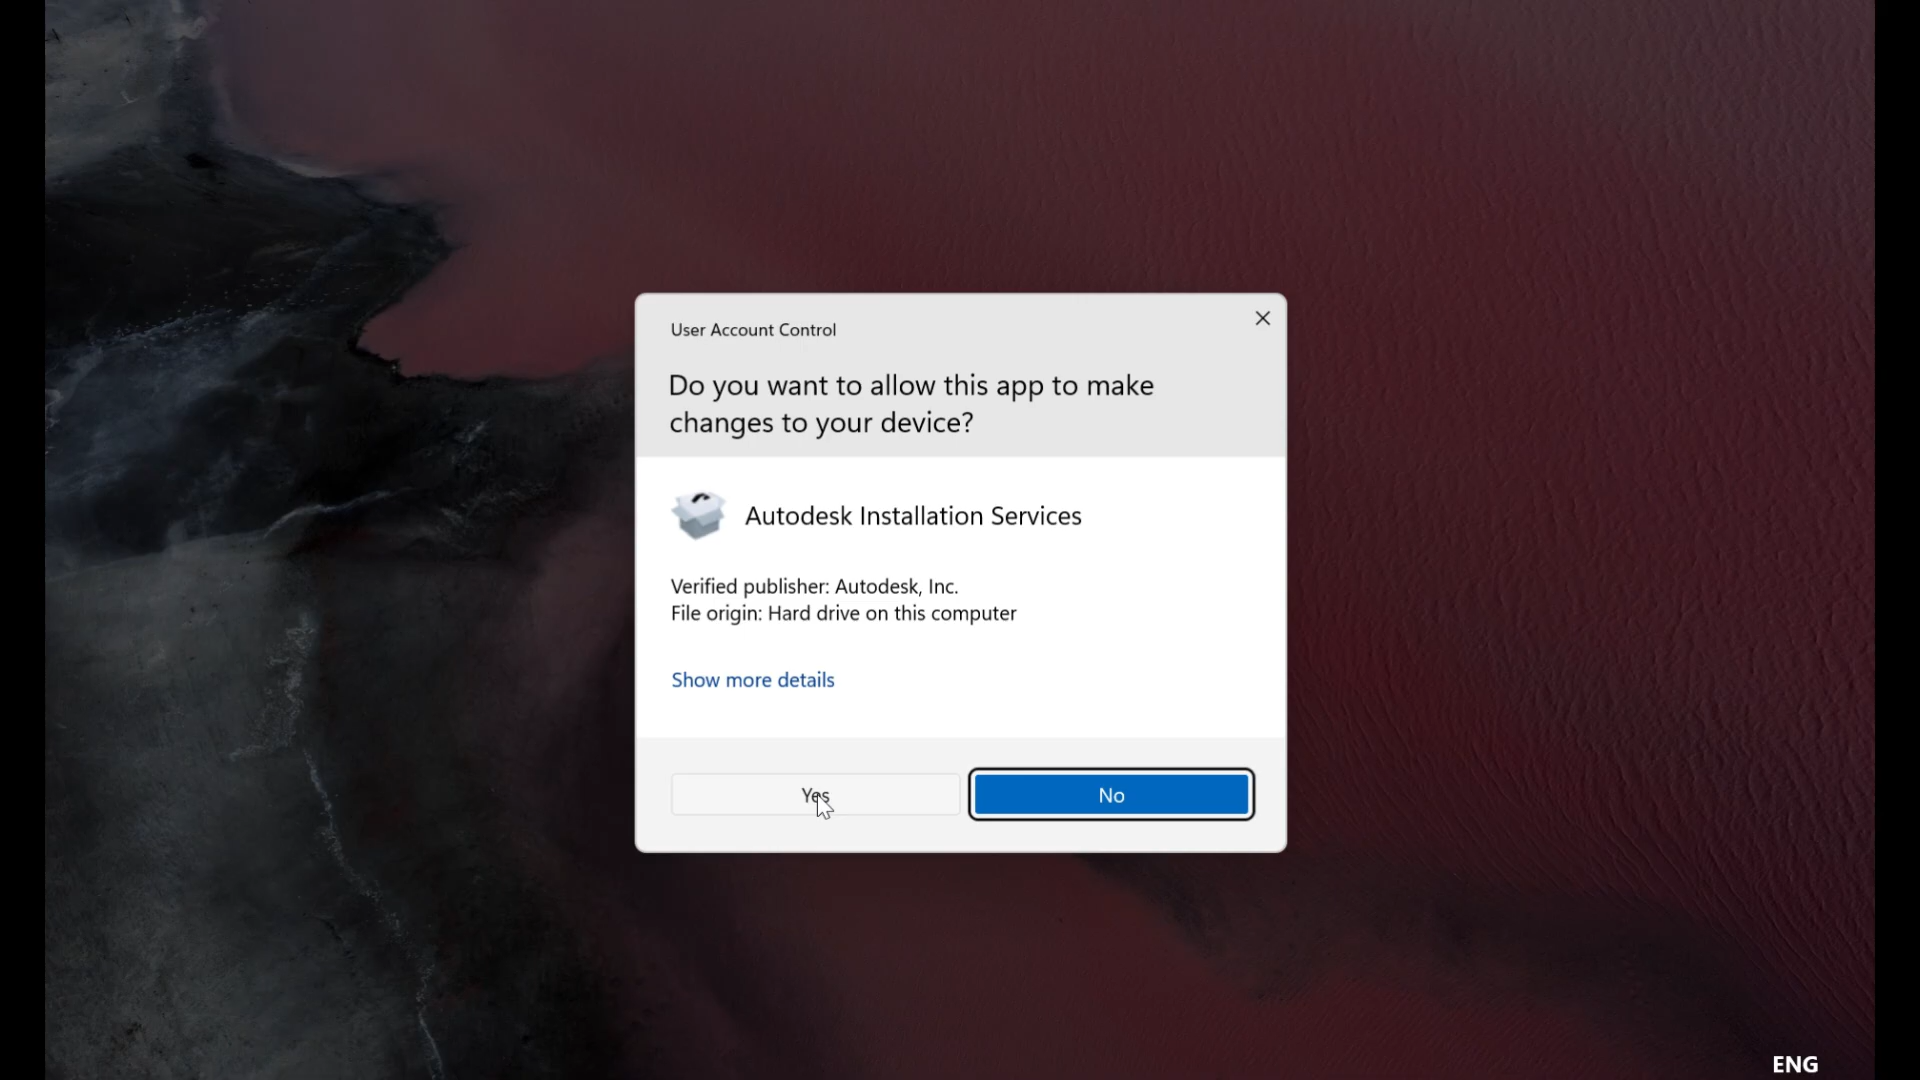 User Account Control
Do you want to allow this app to make
changes to your device?
Autodesk Installation Services
Verified publisher: Autodesk, Inc.
File origin: Hard drive on this computer
Show more details
Yes
No
ENG